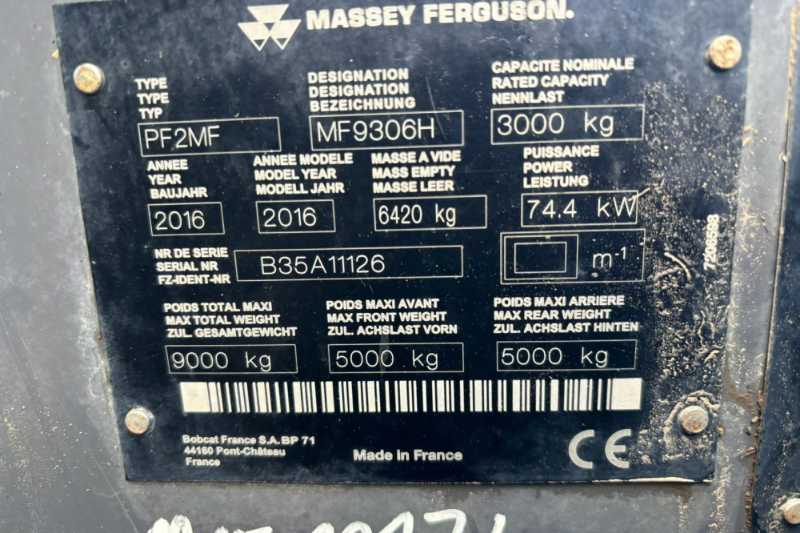 MASSEY FERGUSON.
TYPE
TYPE
TYP
PF2MF
DESIGNATION
DESIGNATION
BEZEICHNUNG
MF9306H
CAPACITE NOMINALE
RATED CAPACITY
NENNLAST
3000 kg
ANNEE
YEAR
BAUJAHR
2016
ANNEE MODELE
MODEL YEAR
MODELL JAHR
2016
MASSE A VIDE
MASS EMPTY
MASSE LEER
6420 kg
PUISSANCE
POWER
LEISTUNG
74.4 kW
NR DE SERIE
SERIAL NR
FZ-IDENT-NR
B35A11126
m-1
7206598
POIDS TOTAL MAXI
MAX TOTAL WEIGHT
ZUL. GESAMTGEWICHT
9000 kg
POIDS MAXI AVANT
MAX FRONT WEIGHT
ZUL. ACHSLAST VORN
5000 kg
POIDS MAXI ARRIERE
MAX REAR WEIGHT
ZUL. ACHSLAST HINTEN
5000 kg
Bobcat France S.A. BP 71
44160 Pont-Château
France
Made in France
CE